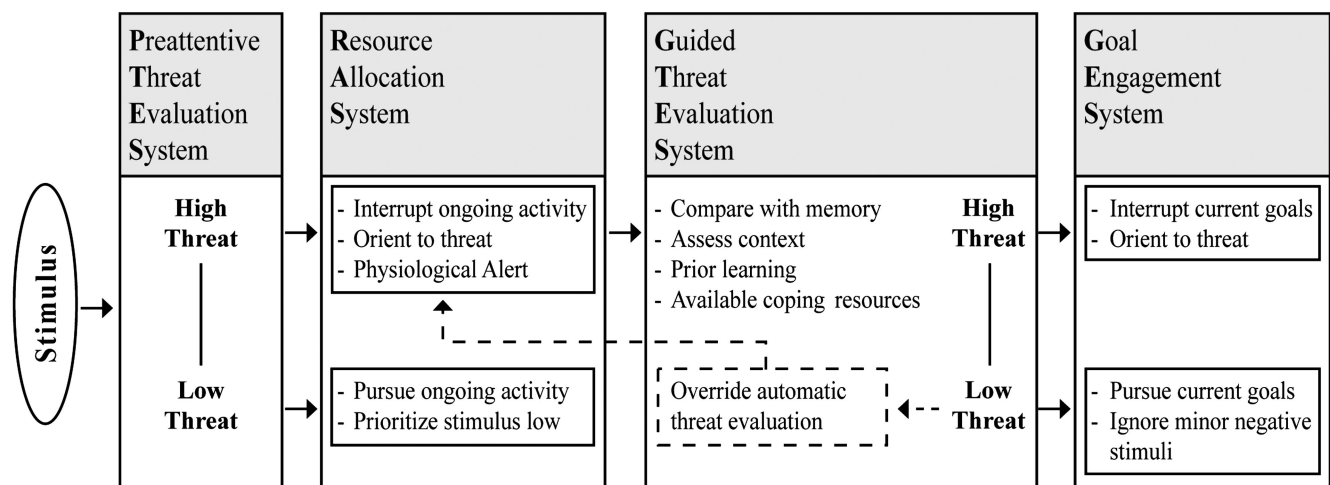 Stimulus
Preattentive
Threat
Evaluation
System
High
Threat
Low
Threat
Resource
Allocation
System
- Interrupt ongoing activity
- Orient to threat
- Physiological Alert
- Pursue ongoing activity
- Prioritize stimulus low
Guided
Threat
Evaluation
System
- Compare with memory
- Assess context
- Prior learning
- Available coping resources
High
Threat
Override automatic
threat evaluation
Low
Threat
Goal
Engagement
System
- Interrupt current goals
- Orient to threat
- Pursue current goals
- Ignore minor negative
stimuli